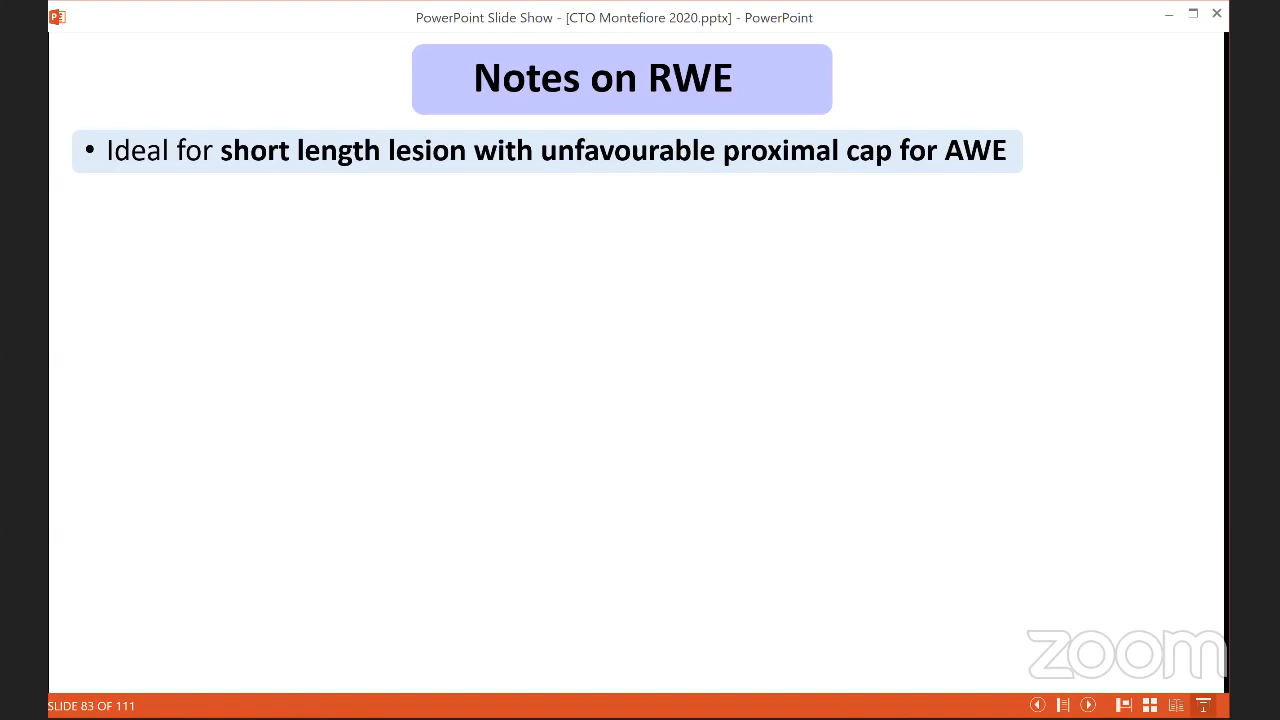 PowerPoint Slide Show - [CTO Montefiore 2020.pptx] - PowerPoint
Notes on RWE
• Ideal for short length lesion with unfavourable proximal cap for AWE
zoom
SLIDE 83 OF 111